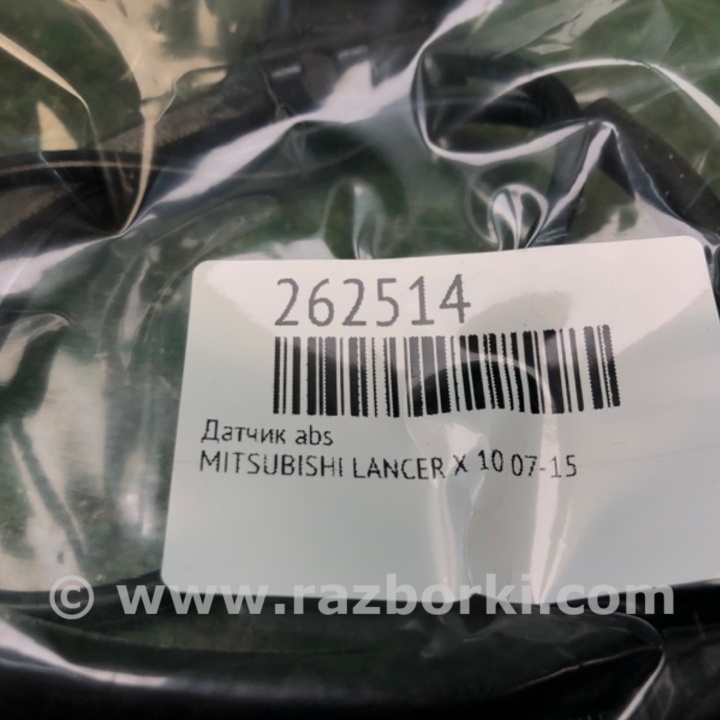 262514
Датчик abs
MITSUBISHI LANCER X 10 07-15
© www.razborki.com